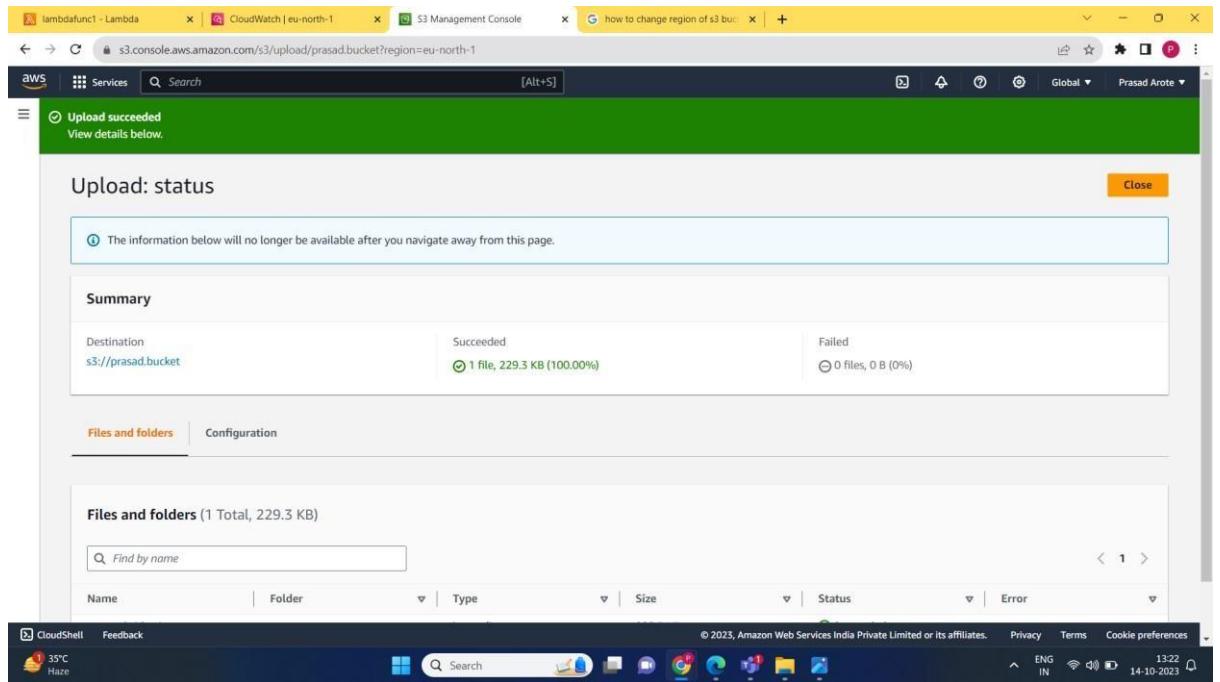 lambdafunc1 - Lambda
CloudWatch | eu-north-1
S3 Management Console
how to change region of s3 buc
s3.console.aws.amazon.com/s3/upload/prasad.bucket?region=eu-north-1
aws
Services
Search
[Alt+S]
Global
Prasad Arote
Upload succeeded
View details below.
Upload: status
Close
The information below will no longer be available after you navigate away from this page.
Summary
Destination
s3://prasad.bucket
Succeeded
1 file, 229.3 KB (100.00%)
Failed
0 files, 0 B (0%)
Files and folders
Configuration
Files and folders (1 Total, 229.3 KB)
Find by name
1
Name
Folder
Type
Size
Status
Error
CloudShell
Feedback
© 2023, Amazon Web Services India Private Limited or its affiliates.
Privacy
Terms
Cookie preferences
1
35°C
Haze
Search
ENG
IN
13:22
14-10-2023